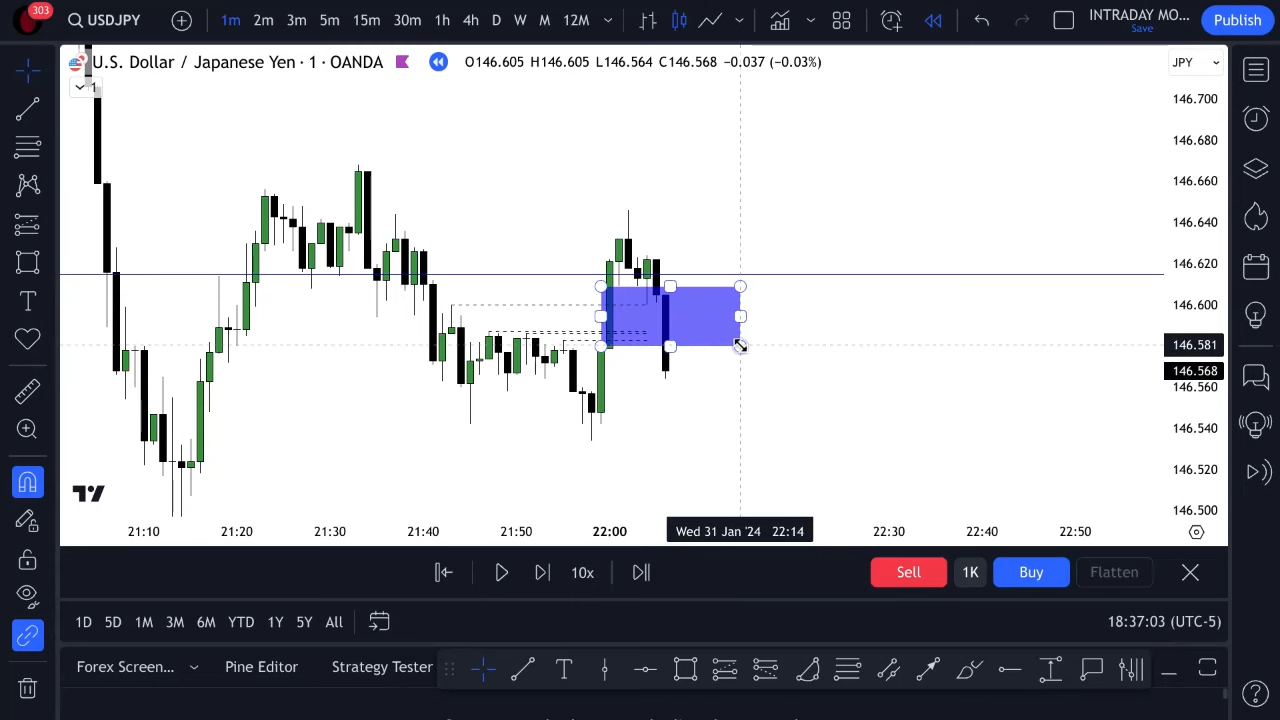 303
USDJPY
1m 2m 3m 5m 15m 30m 1h 4h D W M 12M
INTRADAY MO...
Save
Publish
U.S. Dollar / Japanese Yen · 1 · OANDA
O146.605 H146.605 L146.564 C146.568 −0.037 (−0.03%)
JPY
1
146.700
146.680
146.660
146.640
146.620
146.600
146.581
146.568
146.560
146.540
146.520
146.500
21:10 21:20 21:30 21:40 21:50 22:00 Wed 31 Jan '24 22:14 22:30 22:40 22:50
10x
Sell 1K Buy Flatten
1D 5D 1M 3M 6M YTD 1Y 5Y All
18:37:03 (UTC-5)
Forex Screen... Pine Editor Strategy Tester